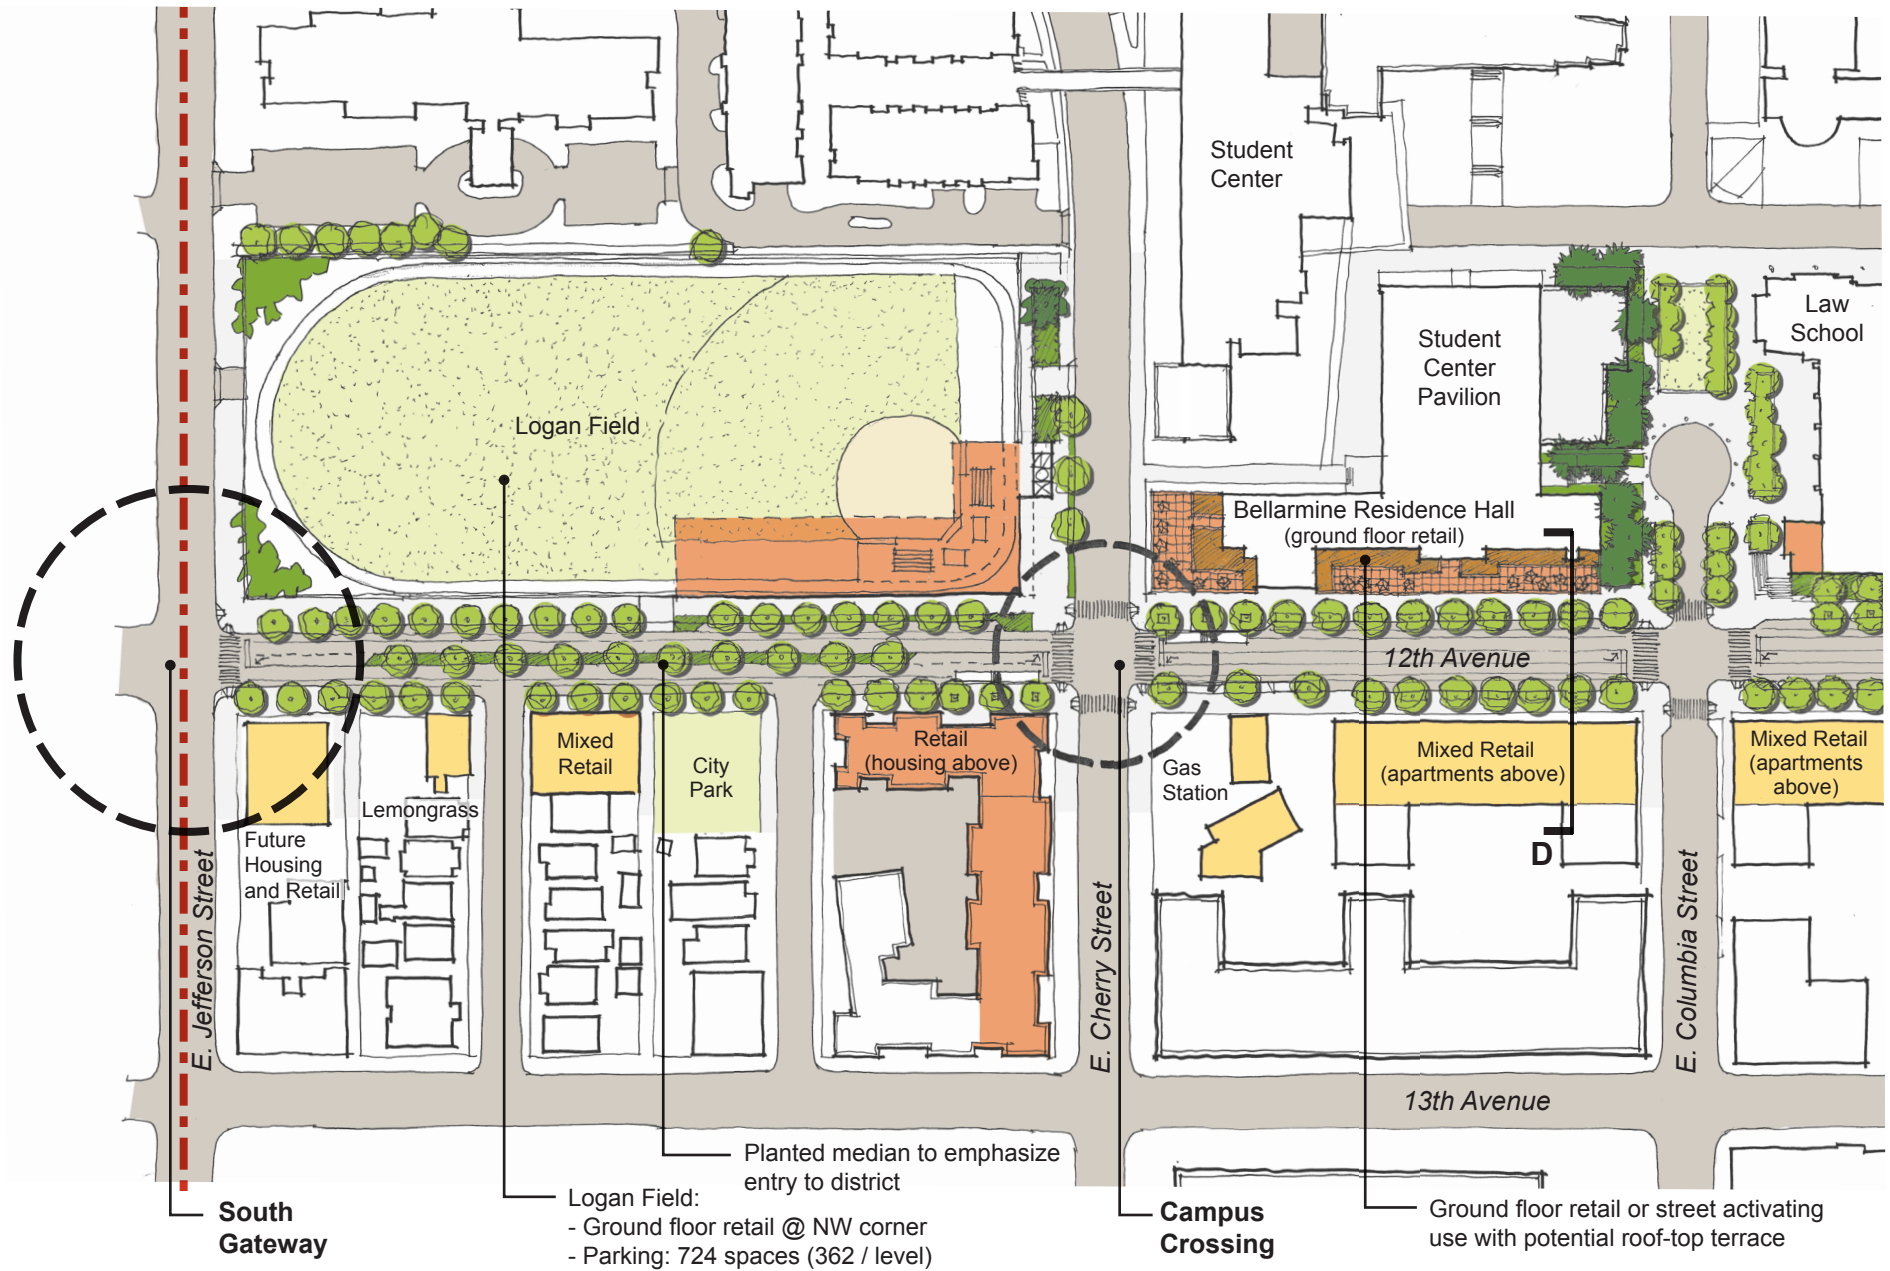 Student
Center
Law
School
Student
Center
Pavilion
Logan Field
Bellarmine Residence Hall
(ground floor retail)
12th Avenue
Mixed
Retail
City
Park
Retail
(housing above)
Gas
Station
Mixed Retail
(apartments above)
Mixed Retail
(apartments
above)
Lemongrass
Future
Housing
and Retail
D
E. Jefferson Street
E. Cherry Street
E. Columbia Street
13th Avenue
Planted median to emphasize
entry to district
South
Gateway
Logan Field:
- Ground floor retail @ NW corner
- Parking: 724 spaces (362 / level)
Campus
Crossing
Ground floor retail or street activating
use with potential roof-top terrace